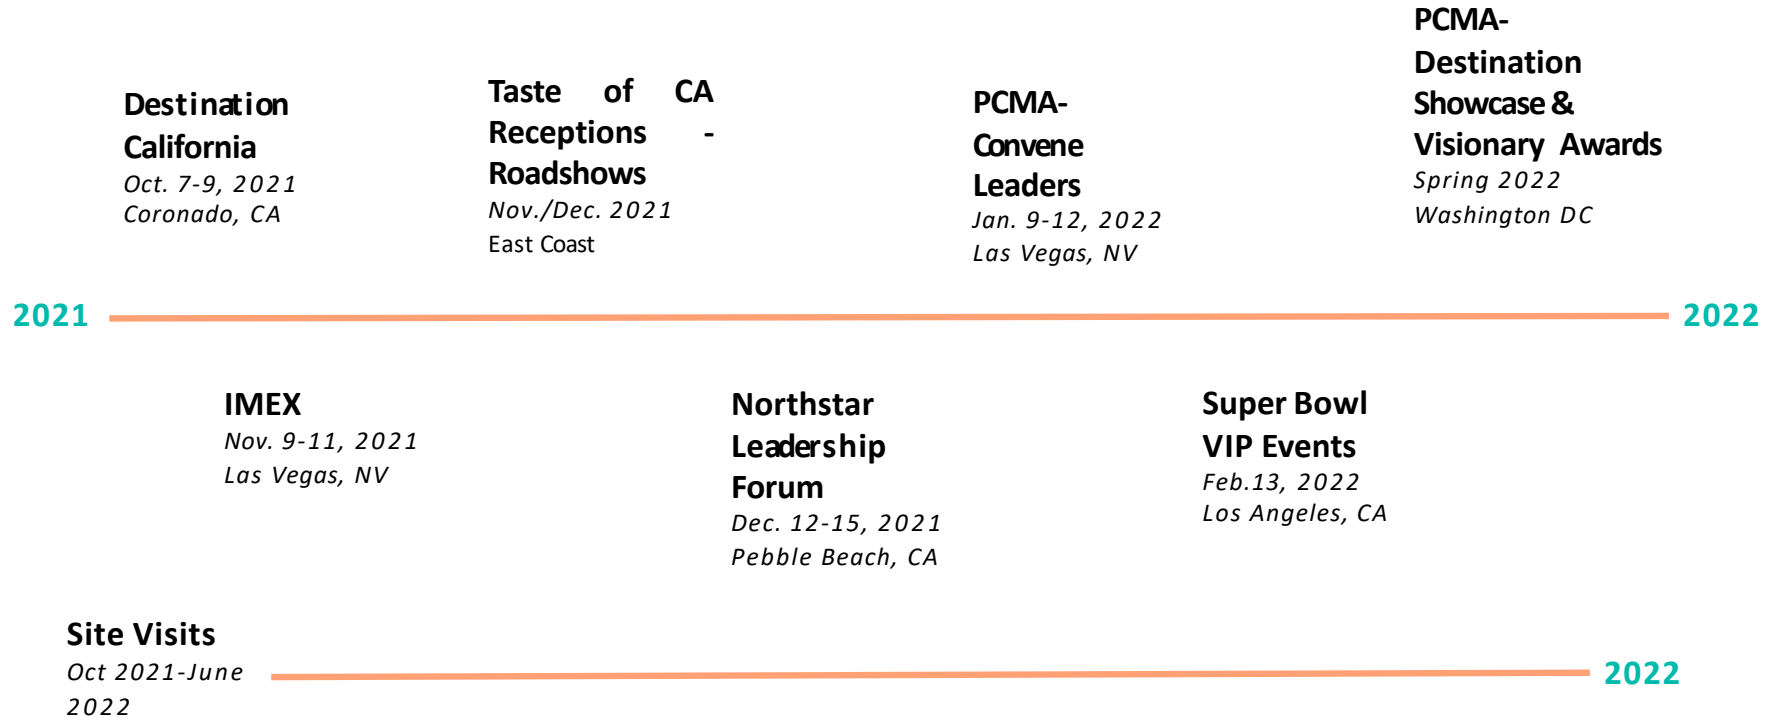 Destination
California
Oct. 7-9, 2021
Coronado, CA
Taste of CA
Receptions -
Roadshows
Nov./Dec. 2021
East Coast
PCMA-
Convene
Leaders
Jan. 9-12, 2022
Las Vegas, NV
PCMA-
Destination
Showcase &
Visionary Awards
Spring 2022
Washington DC
2021
2022
IMEX
Nov. 9-11, 2021
Las Vegas, NV
Northstar
Leadership
Forum
Dec. 12-15, 2021
Pebble Beach, CA
Super Bowl
VIP Events
Feb.13, 2022
Los Angeles, CA
Site Visits
Oct 2021-June
2022
2022